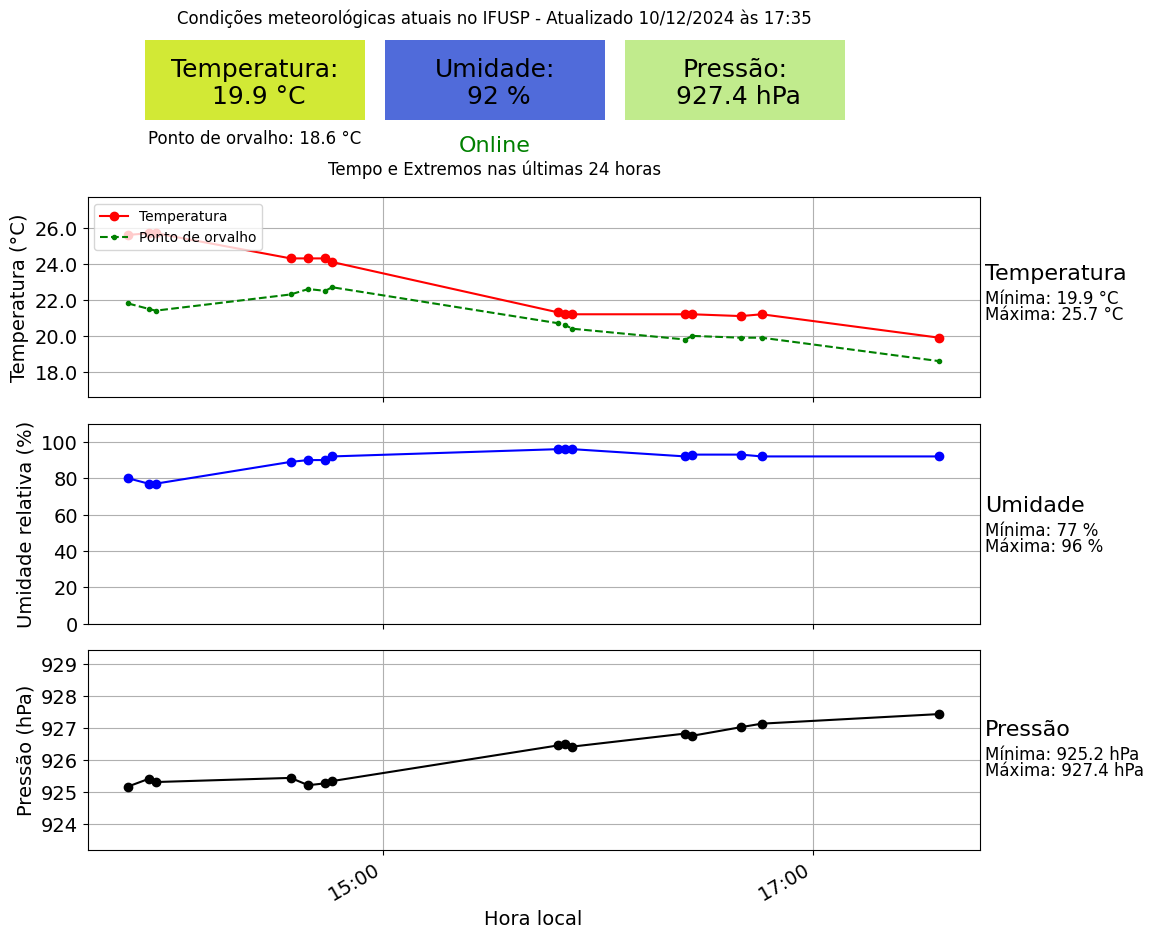 Condições meteorológicas atuais no IFUSP - Atualizado 10/12/2024 às 17:35
Temperatura:
19.9 °C
Umidade:
92 %
Pressão:
927.4 hPa
Ponto de orvalho: 18.6 °C
Online
Tempo e Extremos nas últimas 24 horas
Temperatura (°C)
26.0
24.0
22.0
20.0
18.0
Temperatura
Ponto de orvalho
Temperatura
Mínima: 19.9 °C
Máxima: 25.7 °C
Umidade relativa (%)
100
80
60
40
20
0
Umidade
Mínima: 77 %
Máxima: 96 %
Pressão (hPa)
929
928
927
926
925
924
Pressão
Mínima: 925.2 hPa
Máxima: 927.4 hPa
15:00
17:00
Hora local